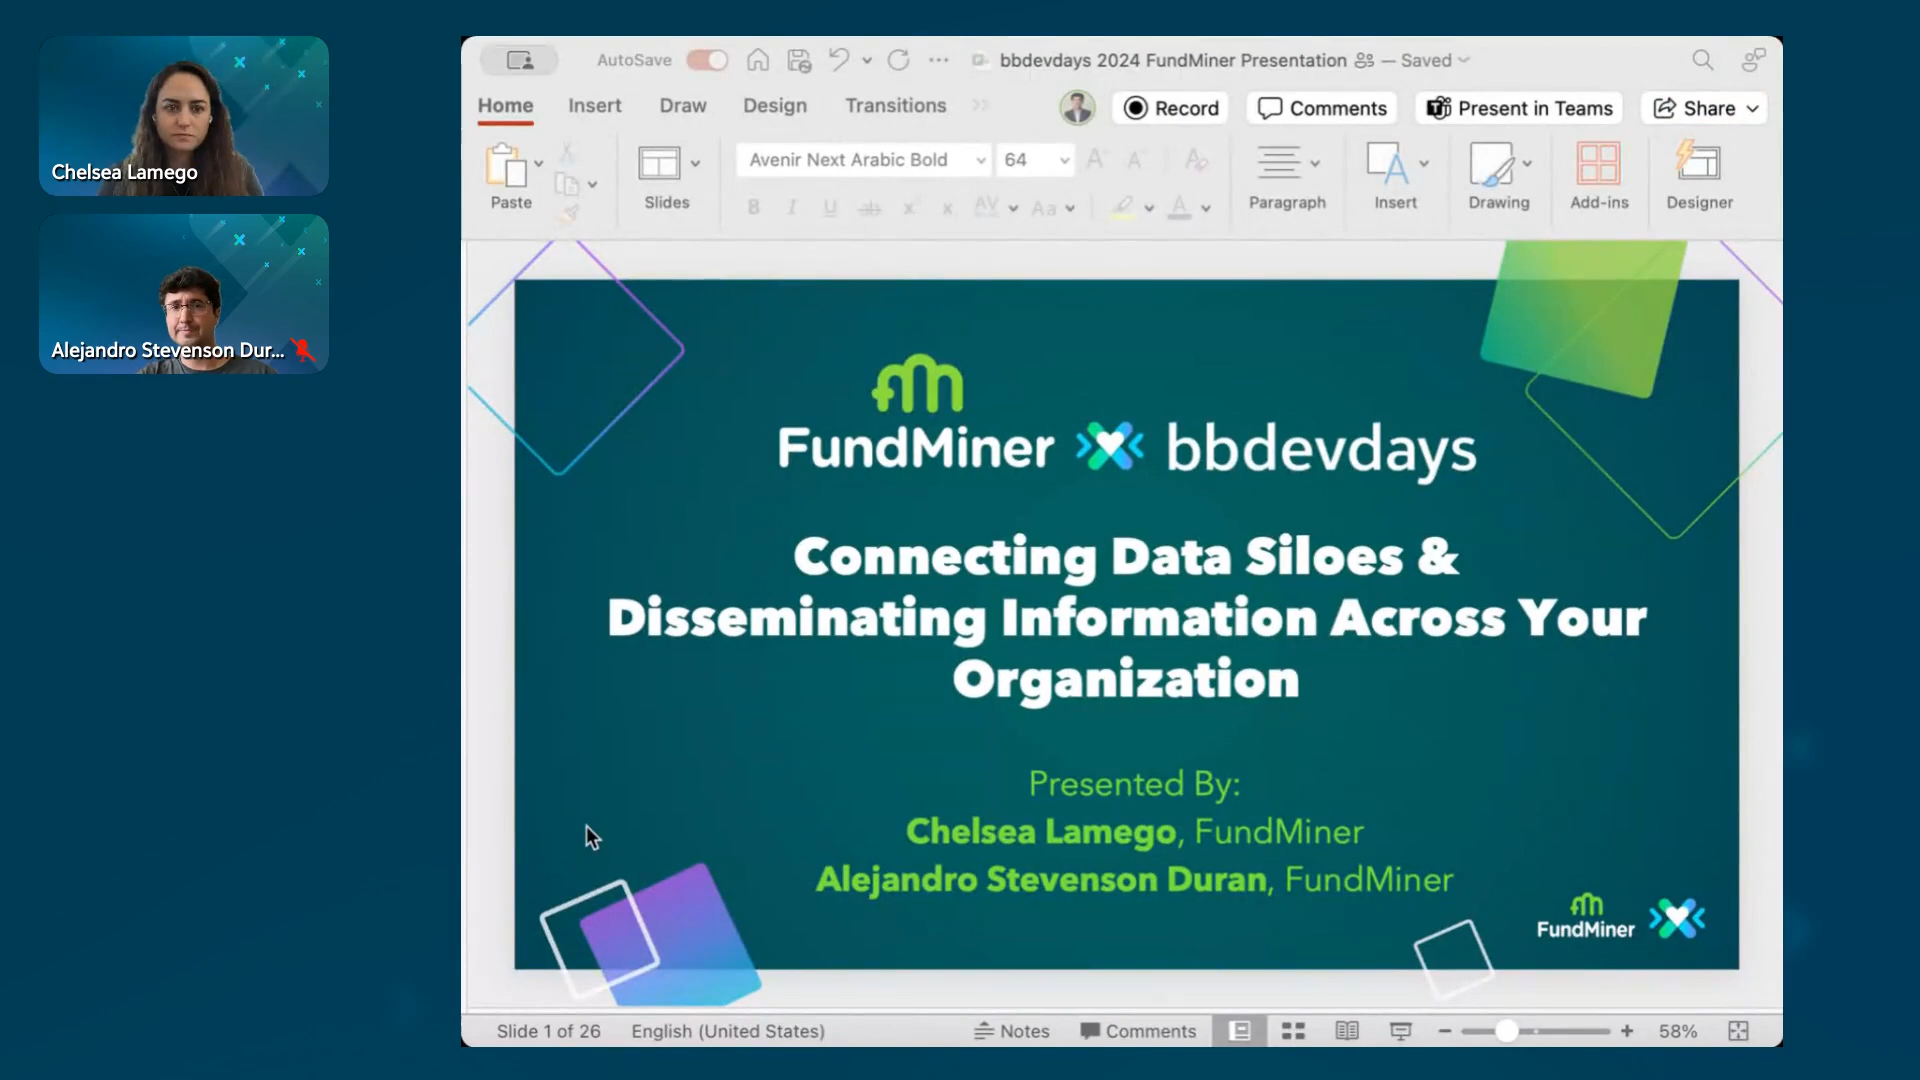 Chelsea Lamego
Alejandro Stevenson Dur...
AutoSave
bbdevdays 2024 FundMiner Presentation — Saved
Home Insert Draw Design Transitions
Record Comments Present in Teams Share
Avenir Next Arabic Bold 64
Paste Slides Paragraph Insert Drawing Add-ins Designer
FundMiner bbdevdays
Connecting Data Siloes &
Disseminating Information Across Your
Organization
Presented By:
Chelsea Lamego, FundMiner
Alejandro Stevenson Duran, FundMiner
FundMiner
Slide 1 of 26 English (United States) Notes Comments 58%